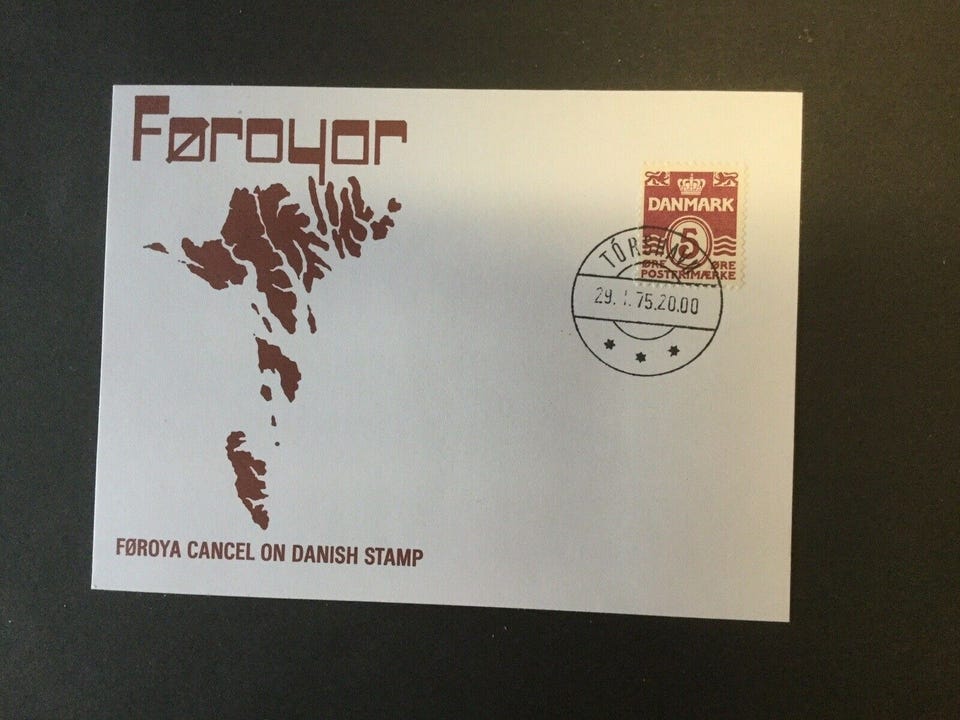 Føroyar
DANMARK
5
ØRE ØRE
POSTFRIMÆRKE
29. 1. 75.20.00
FØROYA CANCEL ON DANISH STAMP